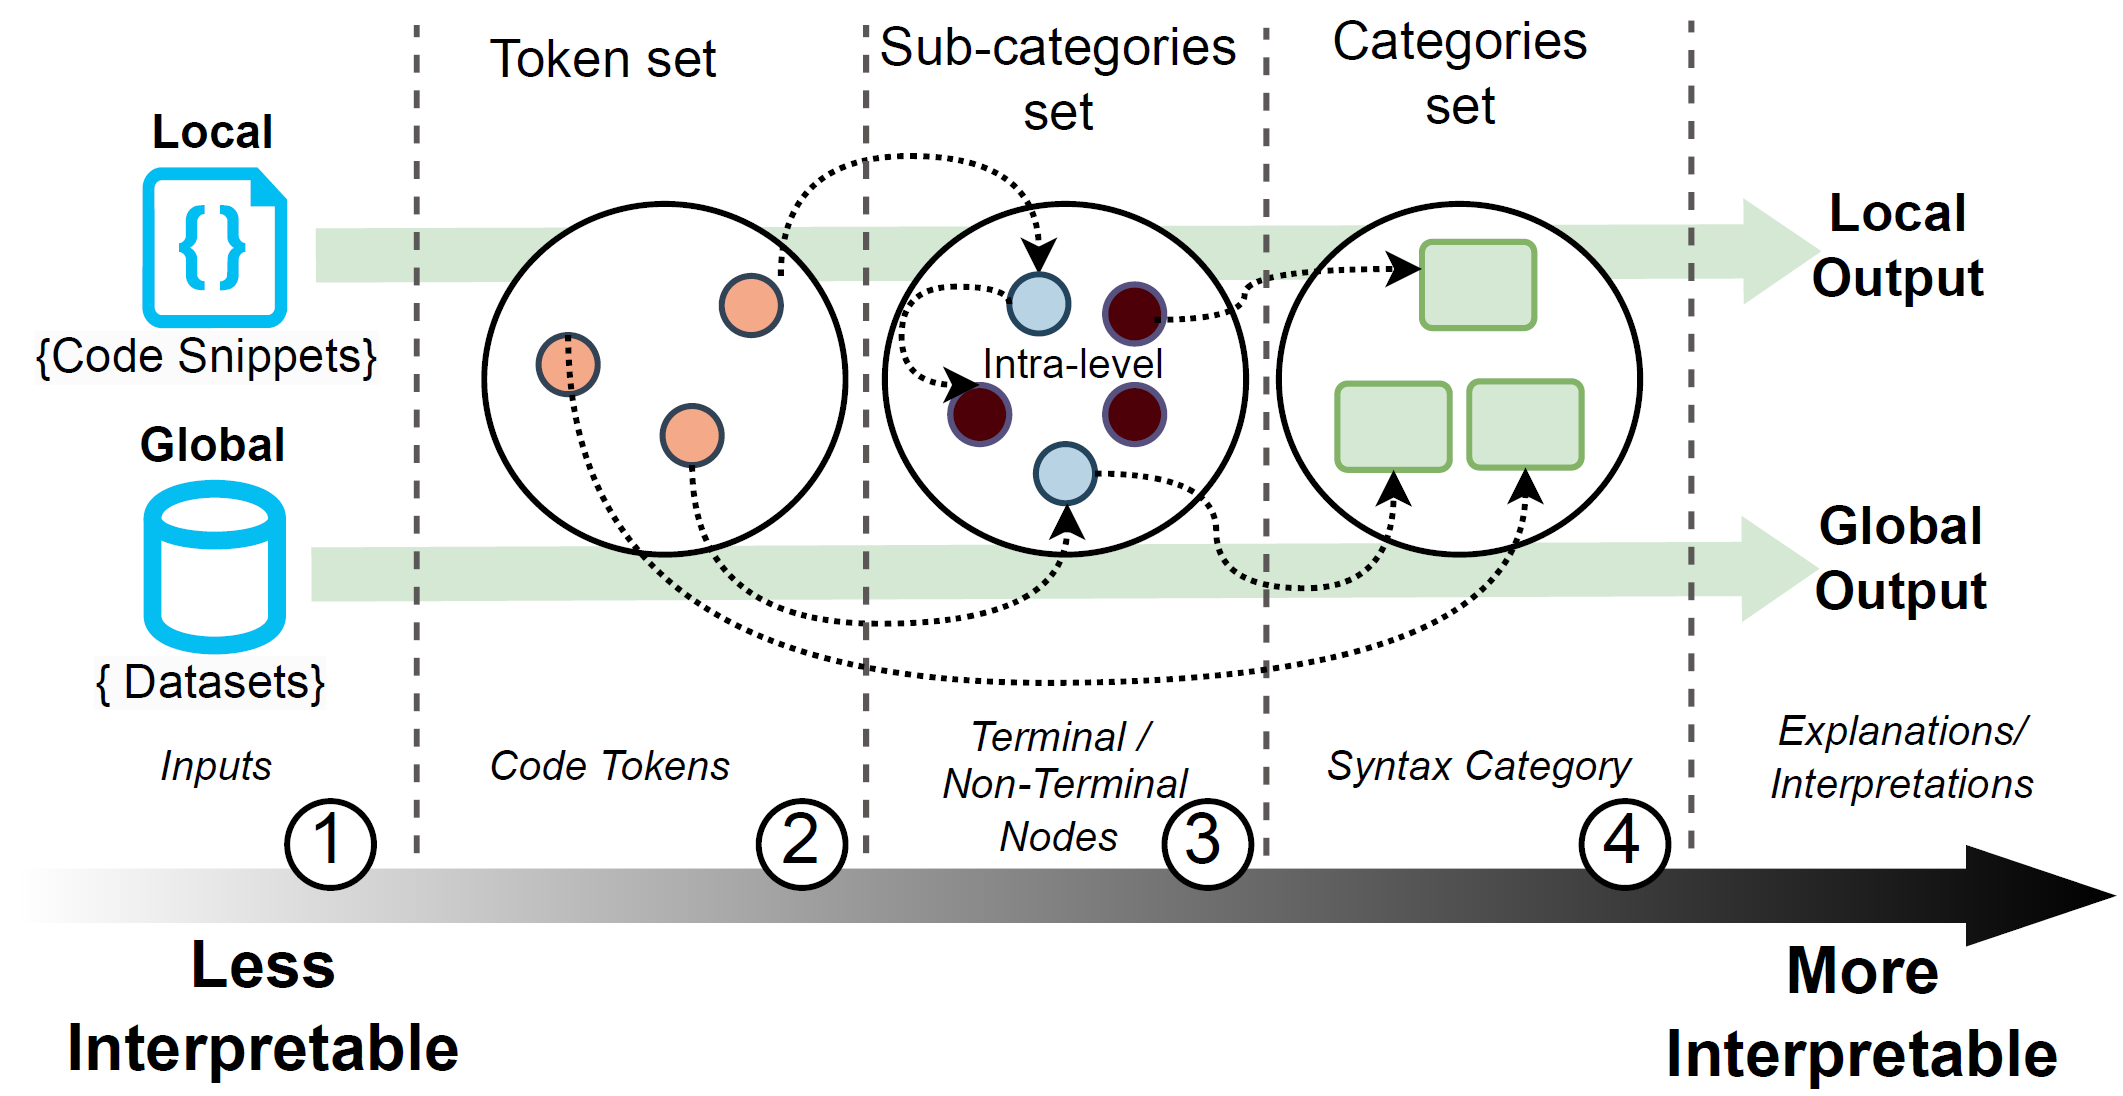 Token set
Sub-categories
set
Categories
set
Local
{ }
{Code Snippets}
Global
{ Datasets}
Intra-level
Local
Output
Global
Output
Inputs
Code Tokens
Terminal /
Non-Terminal
Nodes
Syntax Category
Explanations/
Interpretations
1
2
3
4
Less
Interpretable
More
Interpretable